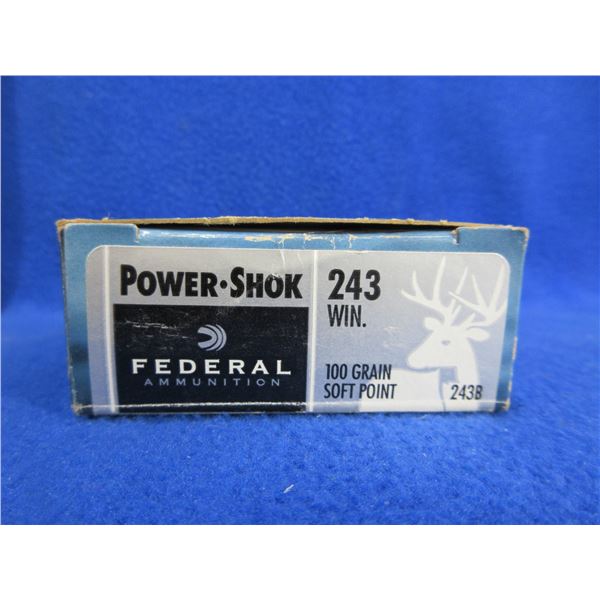 POWER•SHOK
FEDERAL
AMMUNITION
243
WIN.
100 GRAIN
SOFT POINT
243B